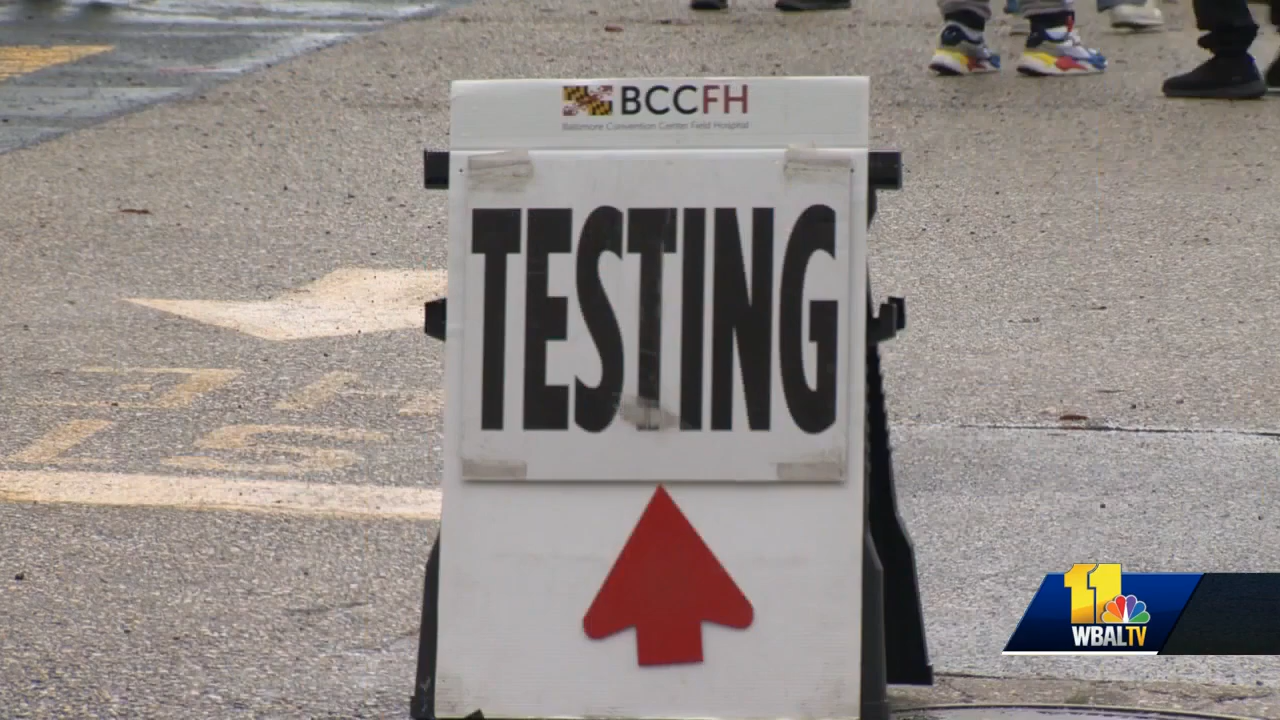 BCCFH
Baltimore Convention Center Field Hospital
TESTING
11
WBALTV